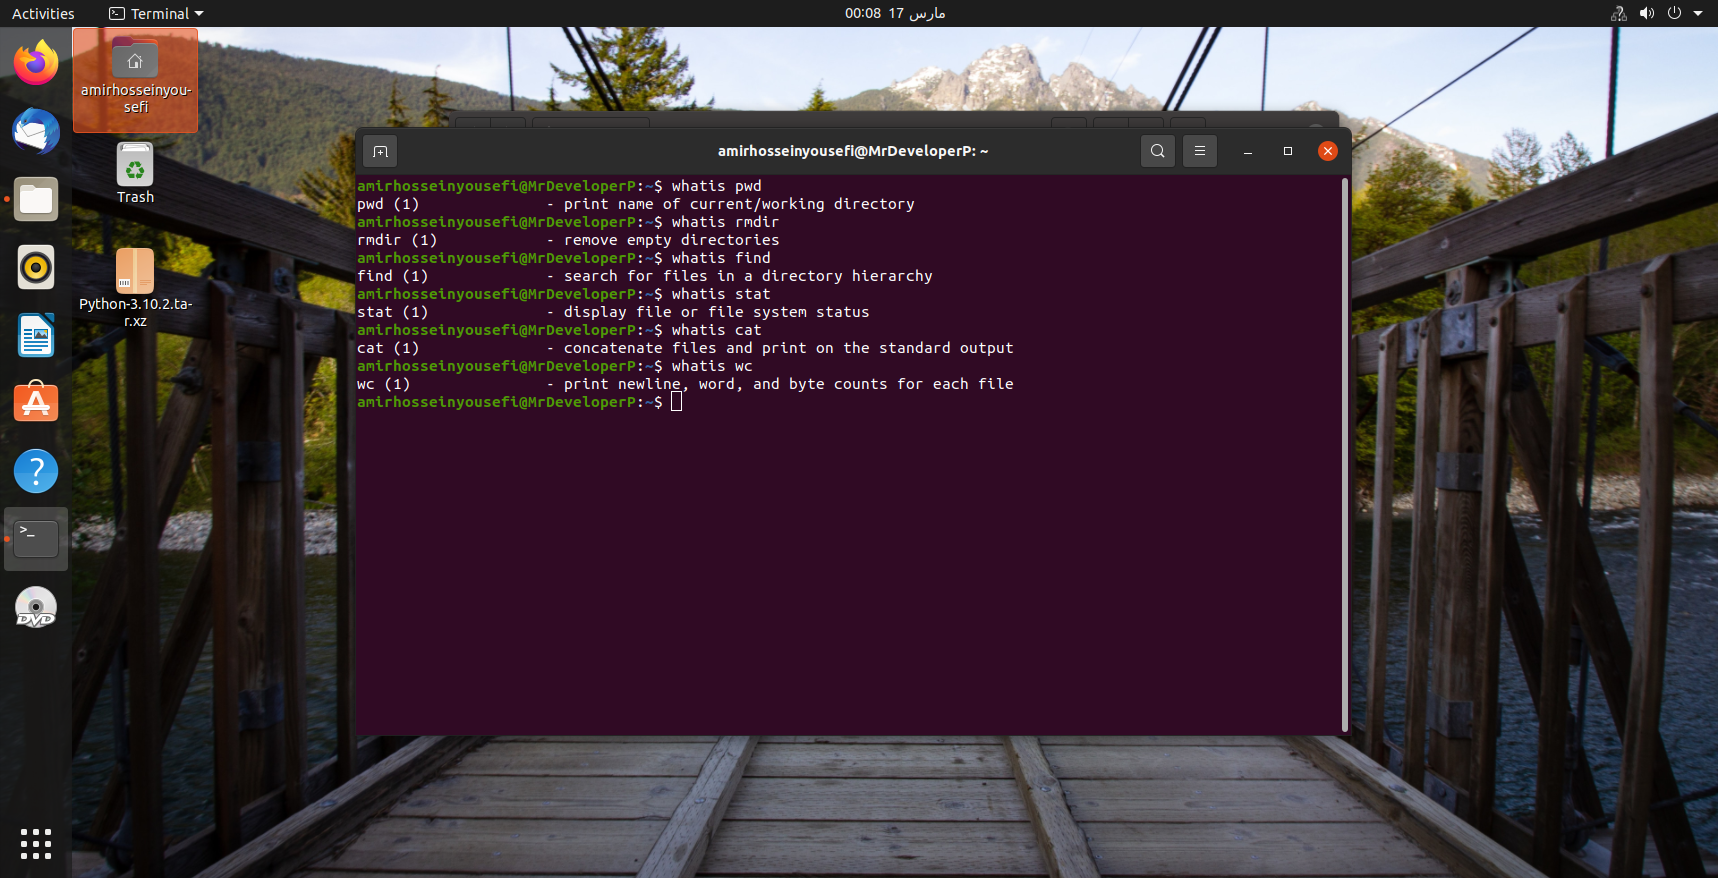 Activities
Terminal
00:08 17 مارس
amirhosseinyou-
sefi
Trash
Python-3.10.2.ta-
r.xz
DVD
amirhosseinyousefi@MrDeveloperP: ~
amirhosseinyousefi@MrDeveloperP:~$ whatis pwd
pwd (1)              - print name of current/working directory
amirhosseinyousefi@MrDeveloperP:~$ whatis rmdir
rmdir (1)            - remove empty directories
amirhosseinyousefi@MrDeveloperP:~$ whatis find
find (1)             - search for files in a directory hierarchy
amirhosseinyousefi@MrDeveloperP:~$ whatis stat
stat (1)             - display file or file system status
amirhosseinyousefi@MrDeveloperP:~$ whatis cat
cat (1)              - concatenate files and print on the standard output
amirhosseinyousefi@MrDeveloperP:~$ whatis wc
wc (1)               - print newline, word, and byte counts for each file
amirhosseinyousefi@MrDeveloperP:~$